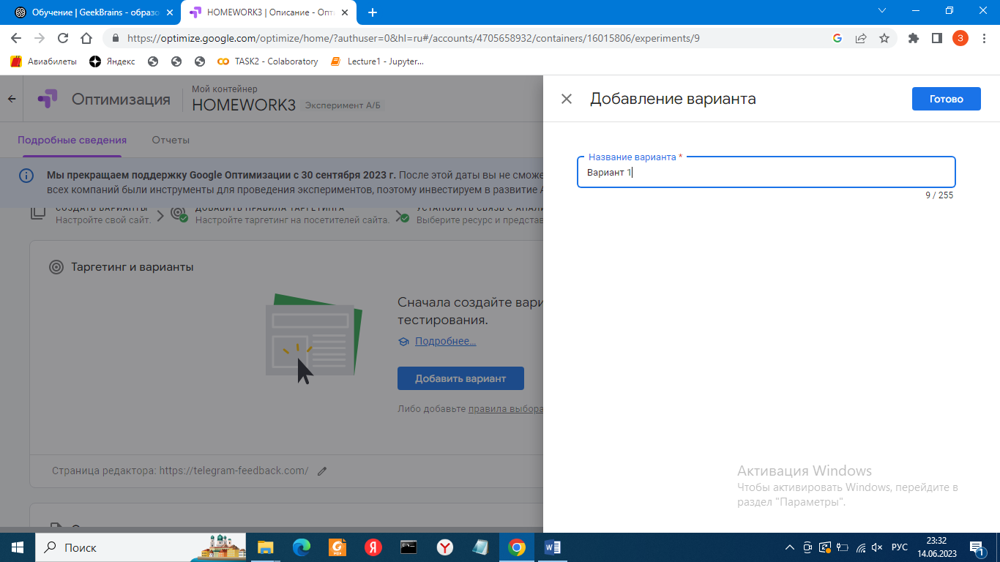 Обучение | GeekBrains - образо
HOMEWORK3 | Описание - Опт
https://optimize.google.com/optimize/home/?authuser=0&hl=ru#/accounts/4705658932/containers/16015806/experiments/9
З
Авиабилеты
Яндекс
TASK2 - Colaboratory
Lecture1 - Jupyter...
Оптимизация
Мой контейнер
HOMEWORK3
Эксперимент А/Б
Подробные сведения
Отчеты
Мы прекращаем поддержку Google Оптимизации с 30 сентября 2023 г. После этой даты вы не сможе
всех компаний были инструменты для проведения экспериментов, поэтому инвестируем в развитие A
СОЗДАТЬ ВАРИАНТЫ
Настройте свой сайт.
ДОБАВИТЬ ПРАВИЛА ТАРГЕТИНГА
Настройте таргетинг на посетителей сайта.
УСТАНОВИТЬ СВЯЗЬ С АНАЛИ
Выберите ресурс и представ
Таргетинг и варианты
Сначала создайте вари
тестирования.
Подробнее...
Добавить вариант
Либо добавьте правила выбора
Страница редактора: https://telegram-feedback.com/
Добавление варианта
Готово
Название варианта *
Вариант 1
9 / 255
Активация Windows
Чтобы активировать Windows, перейдите в
раздел "Параметры".
Поиск
PDF
Я
Y
W
РУС
23:32
14.06.2023
1